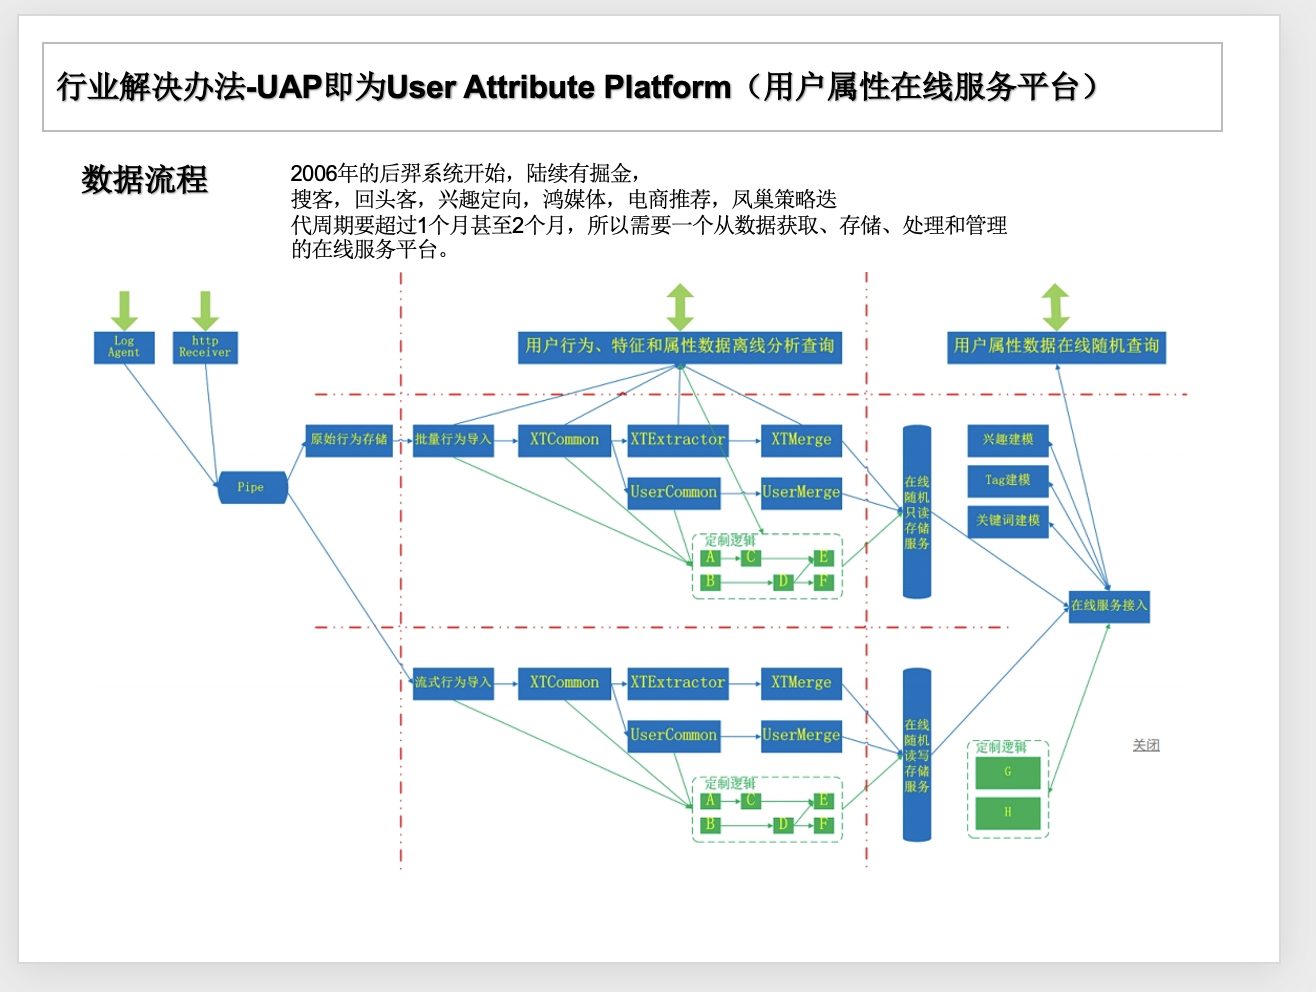 行业解决办法-UAP即为User Attribute Platform（用户属性在线服务平台）
数据流程
2006年的后羿系统开始，陆续有掘金，
搜客，回头客，兴趣定向，鸿媒体，电商推荐，凤巢策略迭
代周期要超过1个月甚至2个月，所以需要一个从数据获取、存储、处理和管理
的在线服务平台。
Log
Agent
http
Receiver
用户行为、特征和属性数据离线分析查询
用户属性数据在线随机查询
原始行为存储
批量行为导入
XTCommon
XTExtractor
XTMerge
兴趣建模
Pipe
UserCommon
UserMerge
Tag建模
关键词建模
在线
随机
只读
存储
服务
定制逻辑
A
C
E
B
D
F
在线服务接入
流式行为导入
XTCommon
XTExtractor
XTMerge
UserCommon
UserMerge
在线
随机
读写
存储
服务
定制逻辑
A
C
E
B
D
F
定制逻辑
G
H
关闭